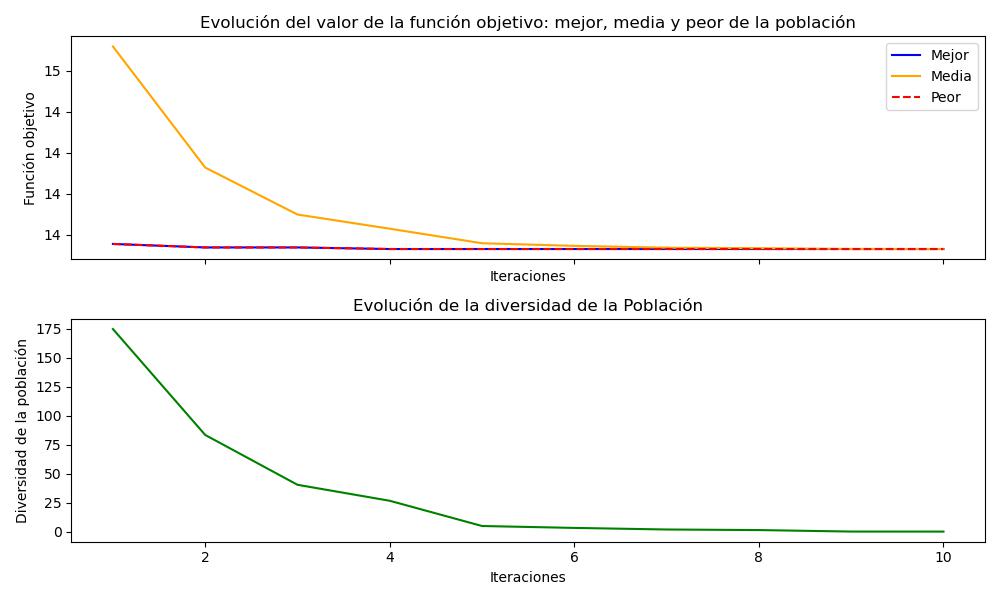 Evolución del valor de la función objetivo: mejor, media y peor de la población
Función objetivo
15
14
14
14
14
Mejor
Media
Peor
Iteraciones
Evolución de la diversidad de la Población
Diversidad de la población
175
150
125
100
75
50
25
0
2 4 6 8 10
Iteraciones